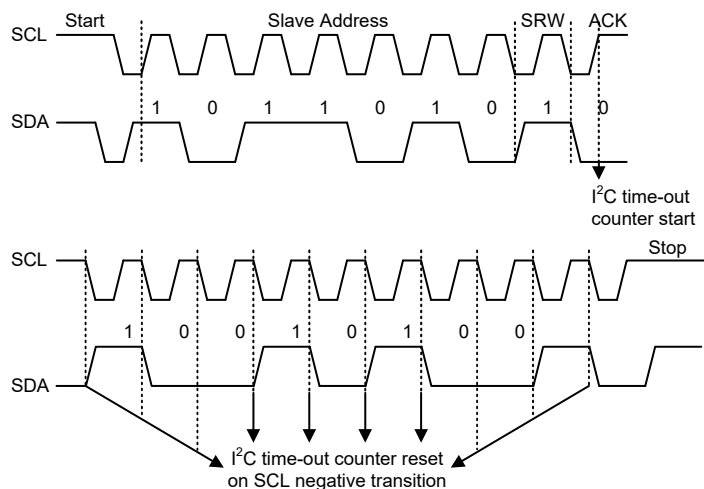 Start Slave Address SRW ACK
SCL
1 0 1 1 0 1 0 1 0
SDA
I²C time-out
counter start
Stop
SCL
1 0 0 1 0 1 0 0
SDA
I²C time-out counter reset
on SCL negative transition